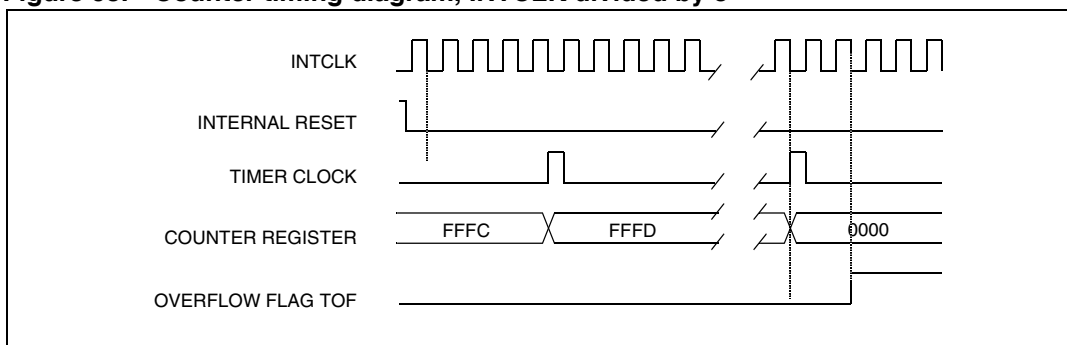 INTCLK
INTERNAL RESET
TIMER CLOCK
COUNTER REGISTER FFFC FFFD 0000
OVERFLOW FLAG TOF